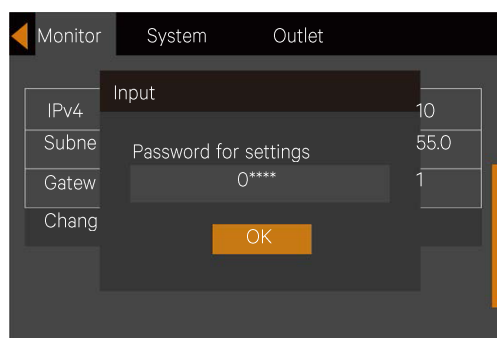 Monitor System Outlet
Input
IPv4 10
Subne 55.0
Password for settings
Gatew 0**** 1
Chang OK